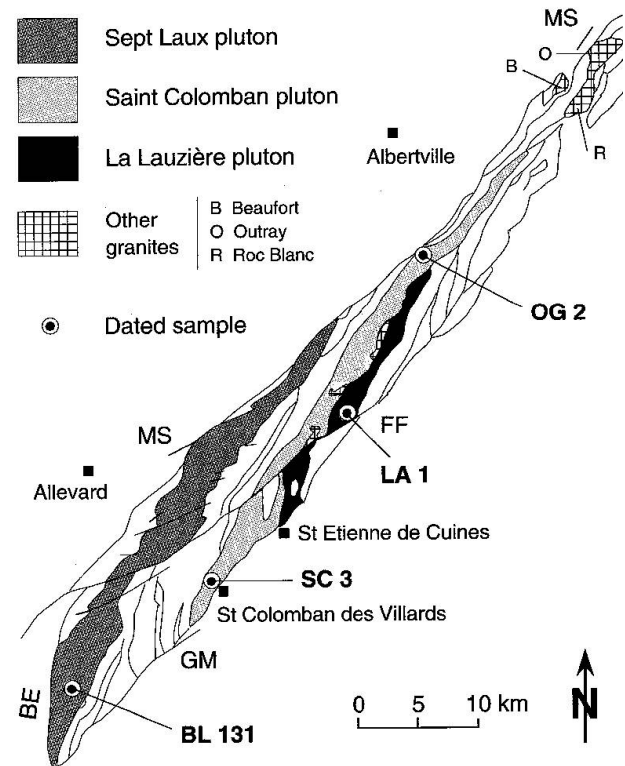 Sept Laux pluton
Saint Colomban pluton
La Lauzière pluton
Other
granites
B Beaufort
O Outray
R Roc Blanc
Dated sample
MS
O
B
R
Albertville
OG 2
MS
FF
LA 1
Allevard
St Etienne de Cuines
SC 3
St Colomban des Villards
GM
BE
BL 131
0 5 10 km
N